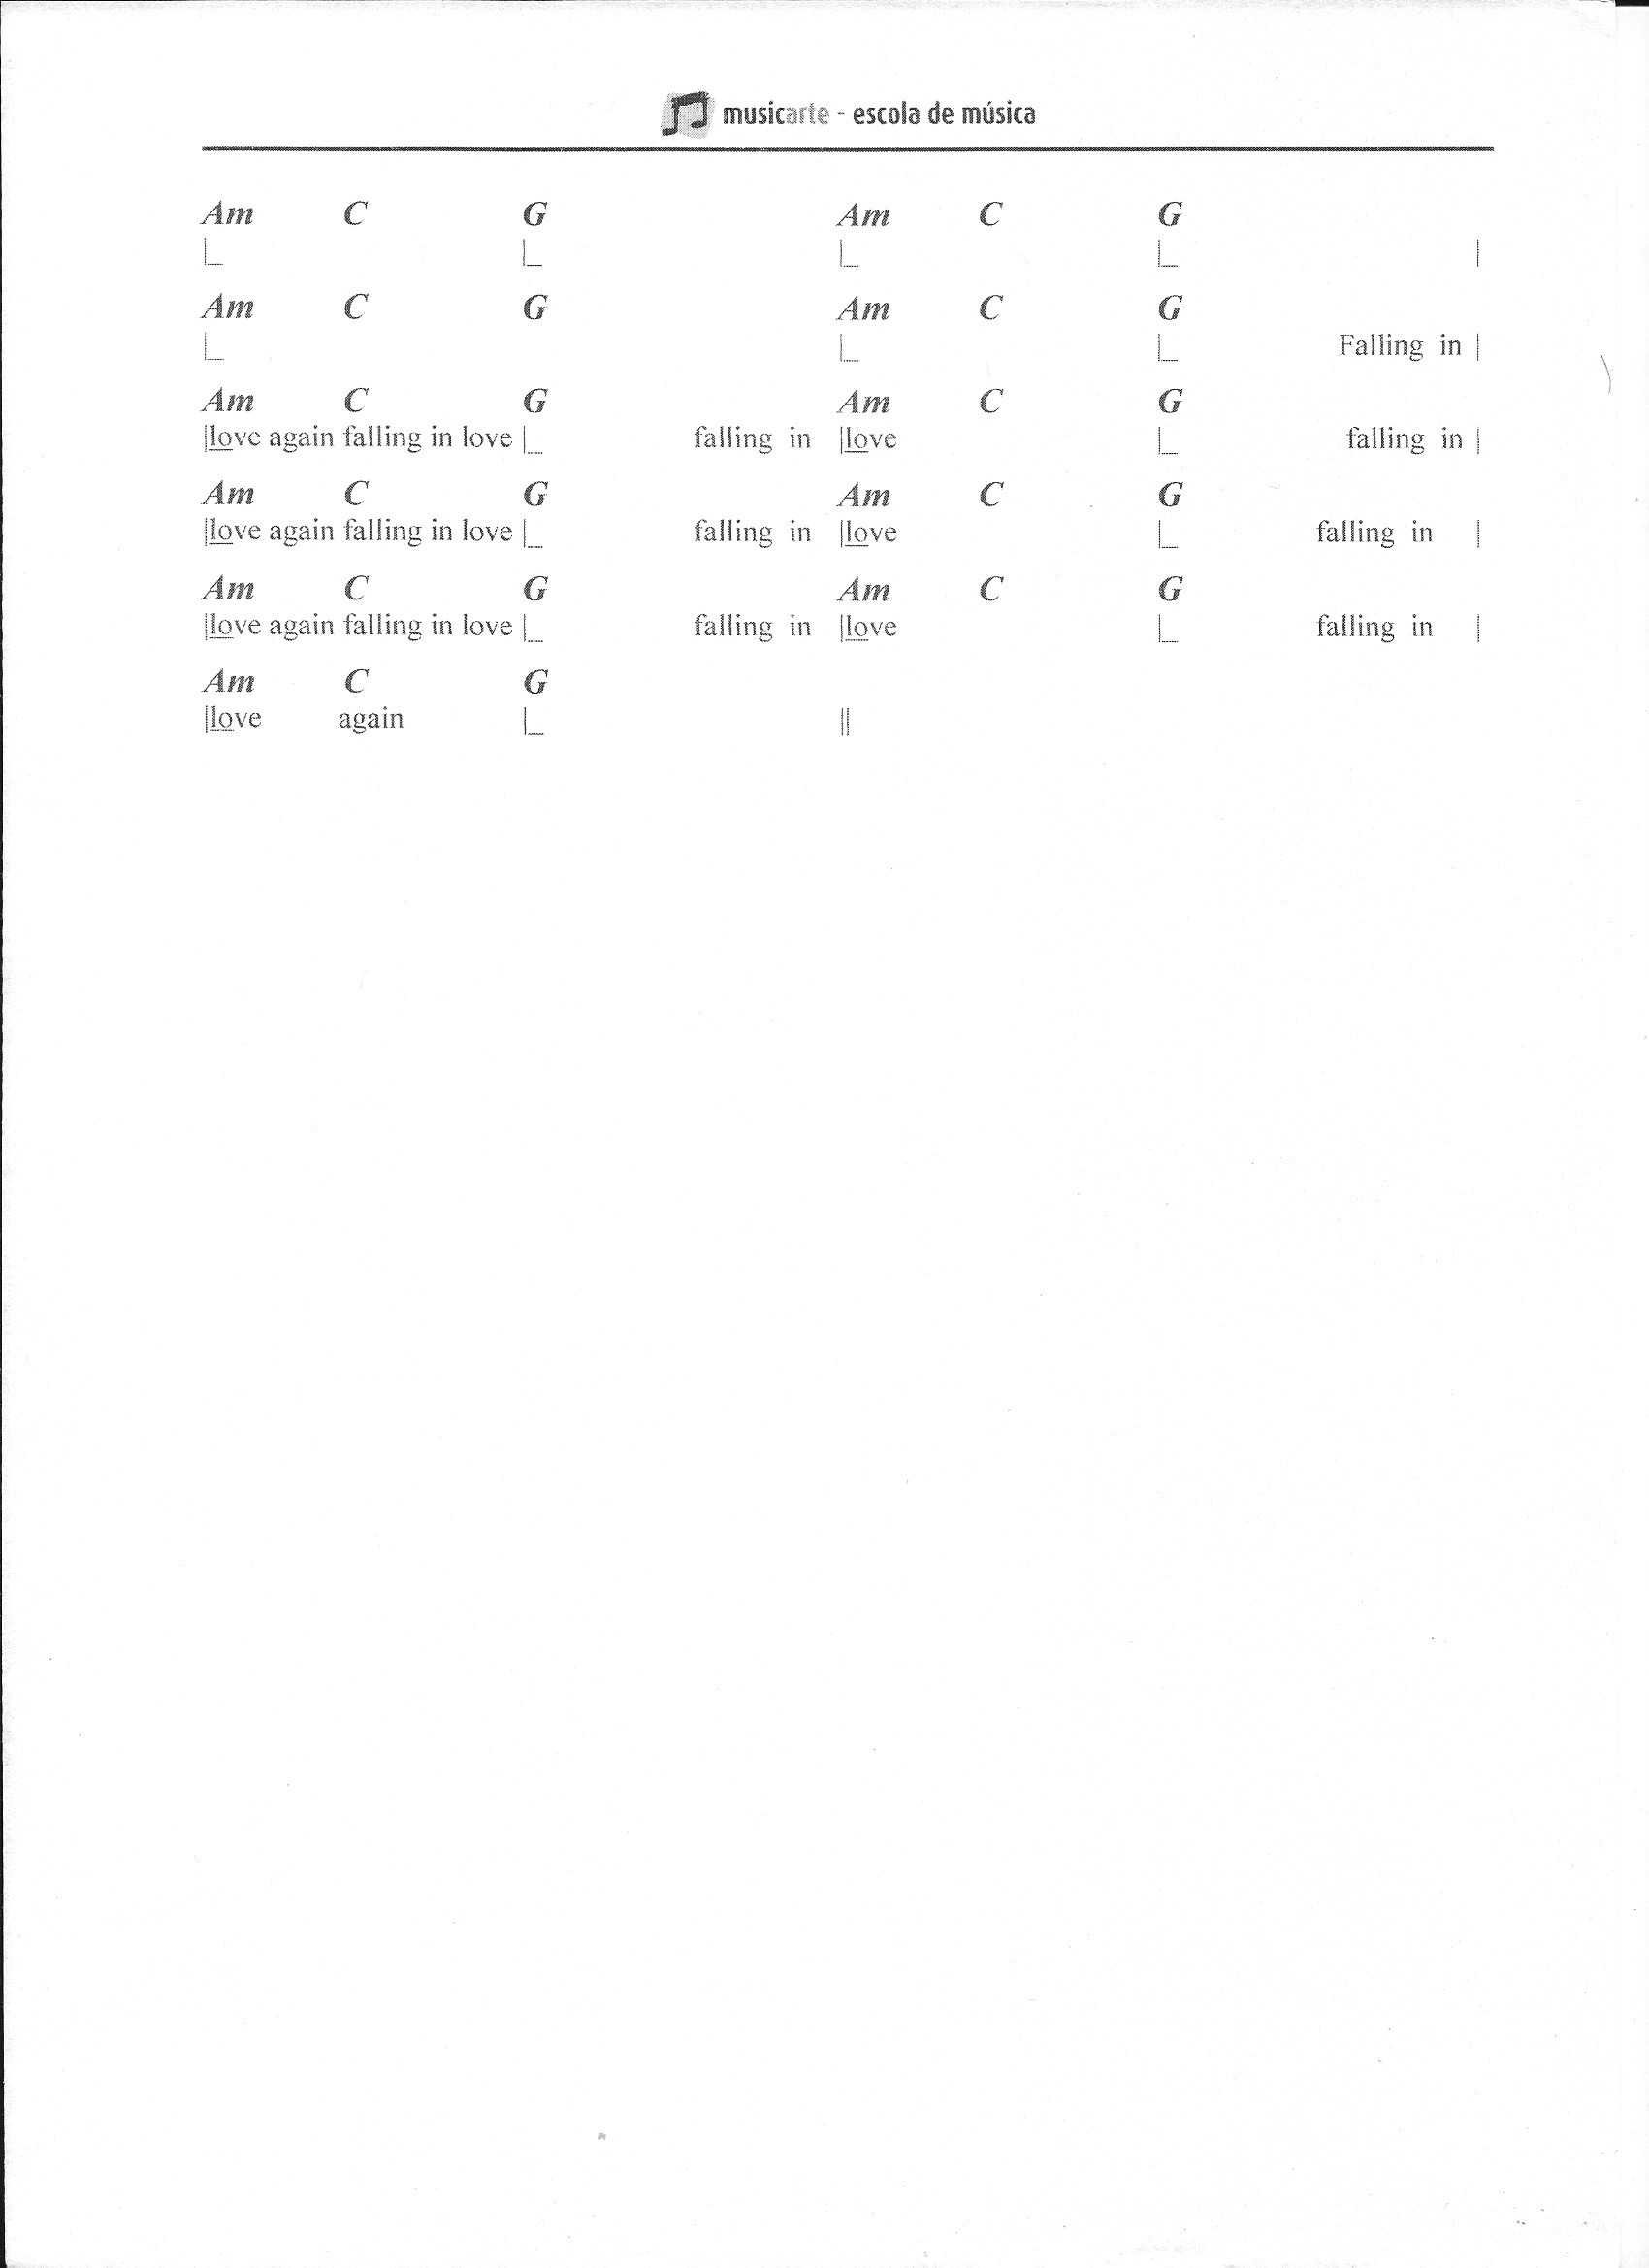 musicarte - escola de música
Am C G Am C G
|_ |_ |_ |_ |
Am C G Am C G
|_ |_ |_ Falling in |
Am C G Am C G
|love again falling in love |_ falling in |love |_ falling in |
Am C G Am C G
|love again falling in love |_ falling in |love |_ falling in |
Am C G Am C G
|love again falling in love |_ falling in |love |_ falling in |
Am C G
|love again |_ ||